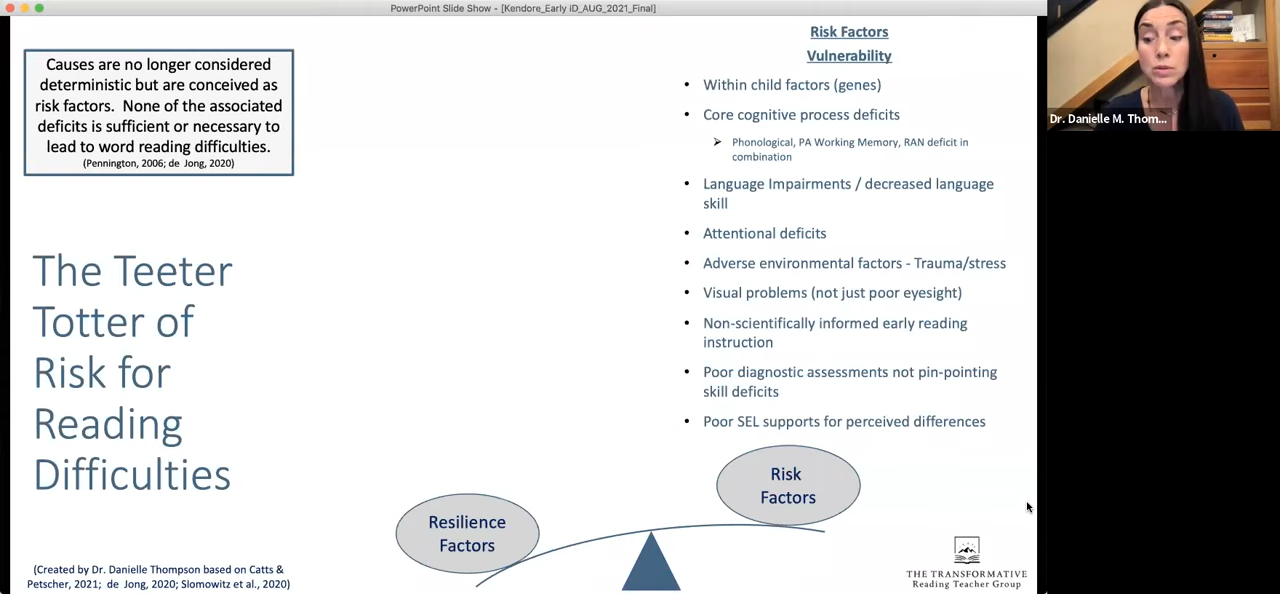 PowerPoint Slide Show - [Kendore_Early iD_AUG_2021_Final]
Causes are no longer considered
deterministic but are conceived as
risk factors.  None of the associated
deficits is sufficient or necessary to
lead to word reading difficulties.
(Pennington, 2006; de Jong, 2020)
The Teeter
Totter of
Risk for
Reading
Difficulties
(Created by Dr. Danielle Thompson based on Catts &
Petscher, 2021; de Jong, 2020; Slomowitz et al., 2020)
Risk Factors
Vulnerability
• Within child factors (genes)
• Core cognitive process deficits
➢ Phonological, PA Working Memory, RAN deficit in
combination
• Language Impairments / decreased language
skill
• Attentional deficits
• Adverse environmental factors - Trauma/stress
• Visual problems (not just poor eyesight)
• Non-scientifically informed early reading
instruction
• Poor diagnostic assessments not pin-pointing
skill deficits
• Poor SEL supports for perceived differences
Resilience
Factors
Risk
Factors
THE TRANSFORMATIVE
Reading Teacher Group
Dr. Danielle M. Thom...